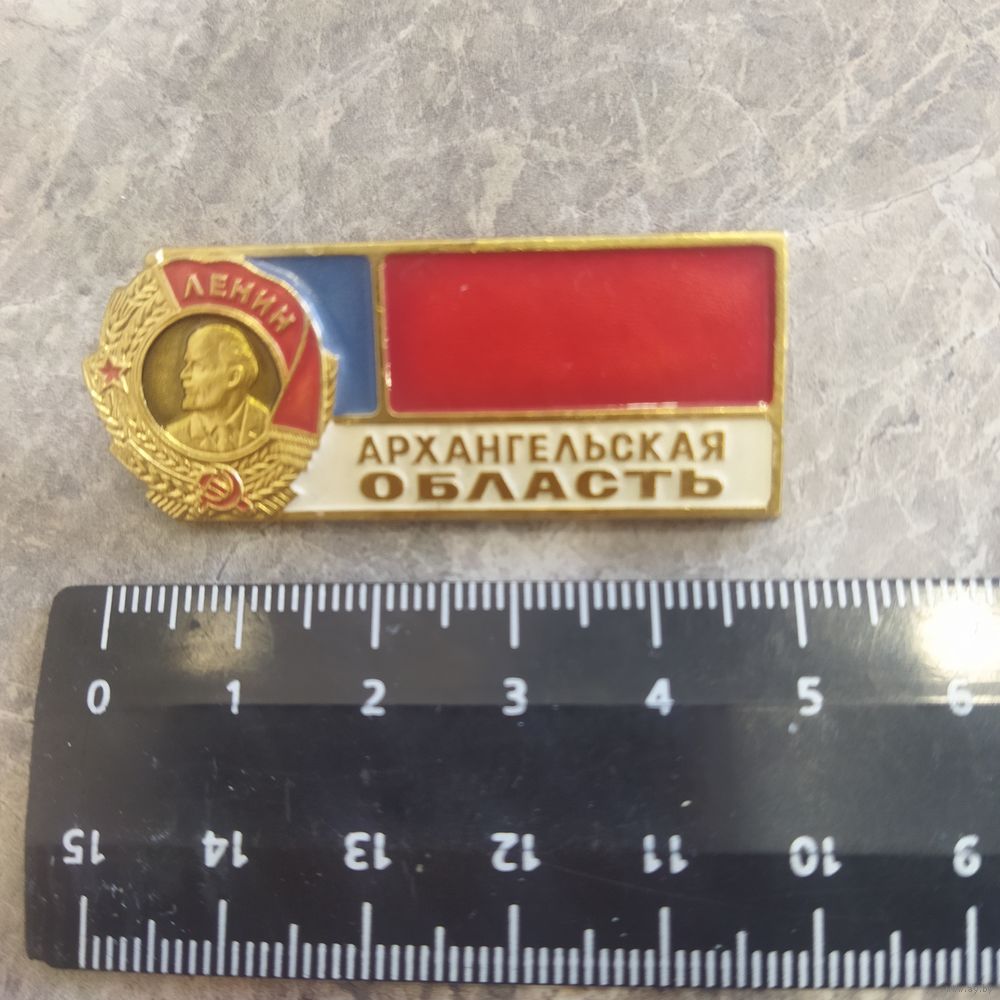 ЛЕНИН
АРХАНГЕЛЬСКАЯ
ОБЛАСТЬ
0 1 2 3 4 5 6
15 14 13 12 11 10 9